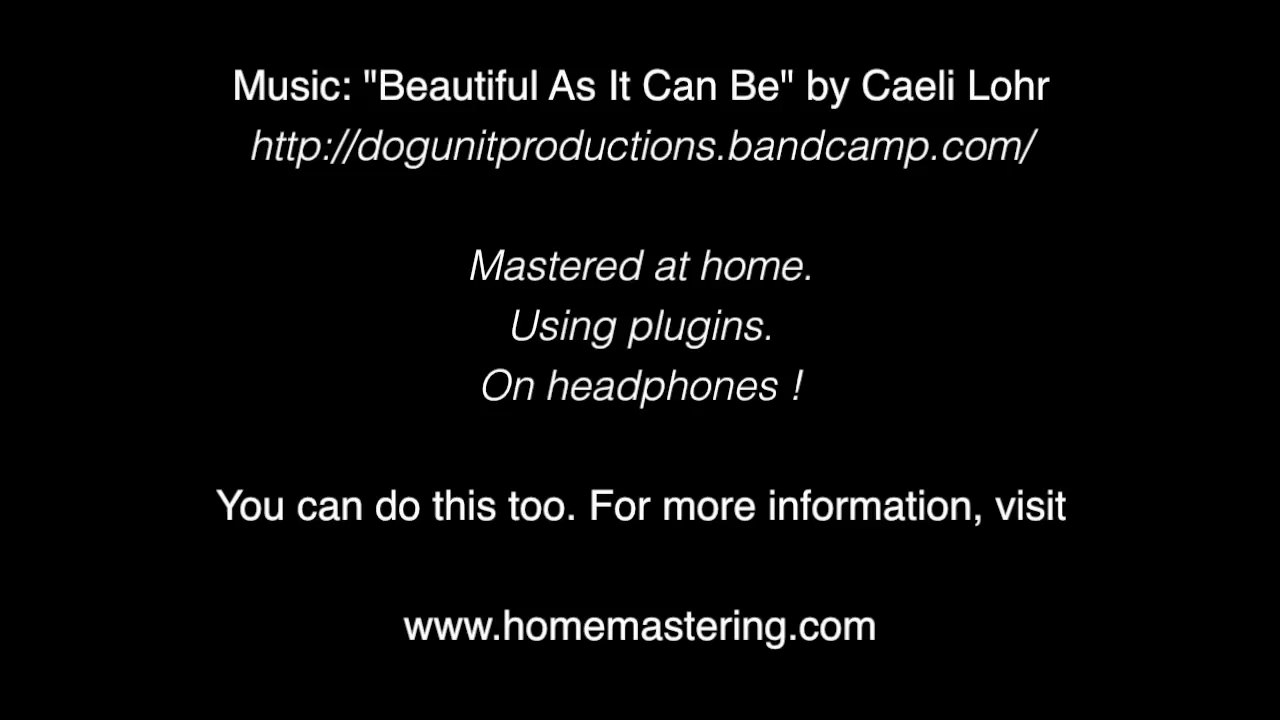 Music: "Beautiful As It Can Be" by Caeli Lohr
http://dogunitproductions.bandcamp.com/
Mastered at home.
Using plugins.
On headphones !
You can do this too. For more information, visit
www.homemastering.com